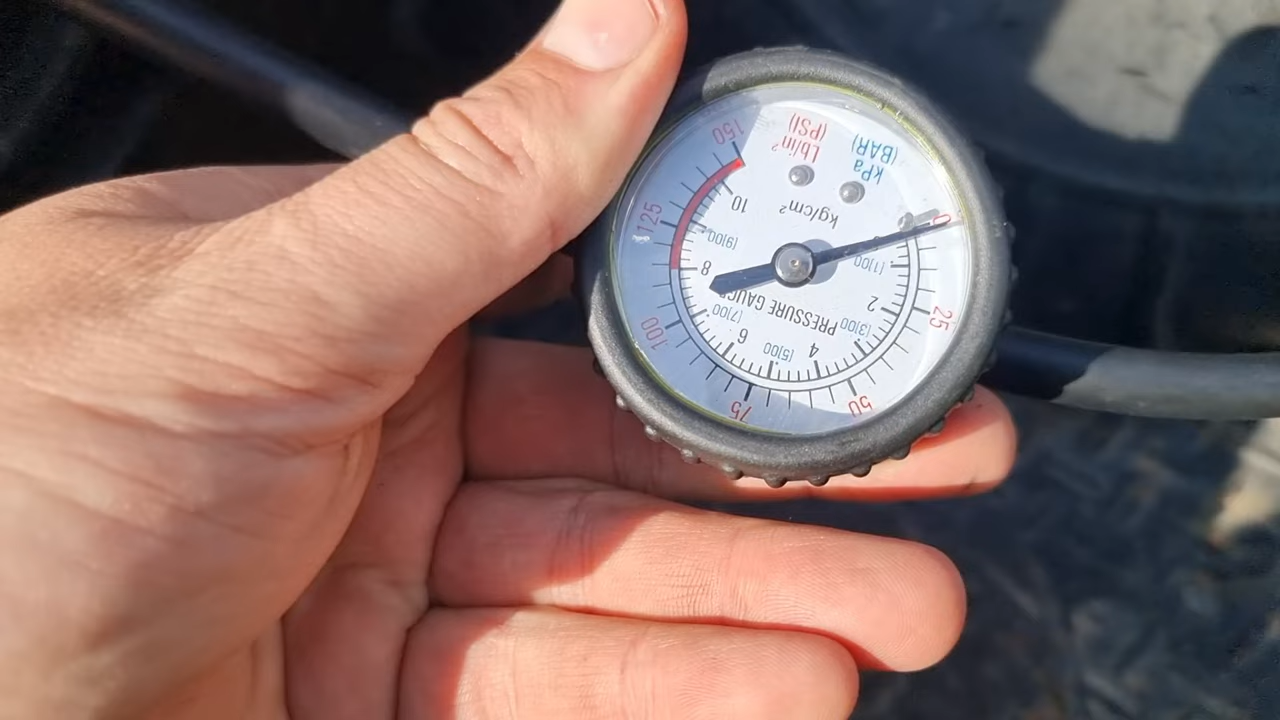 PRESSURE GAUGE
0
25
50
75
100
125
150
2
4
6
8
10
(1)00
(3)00
(5)00
(7)00
(9)00
kg/cm²
kPa
(BAR)
Lb/in²
(PSI)